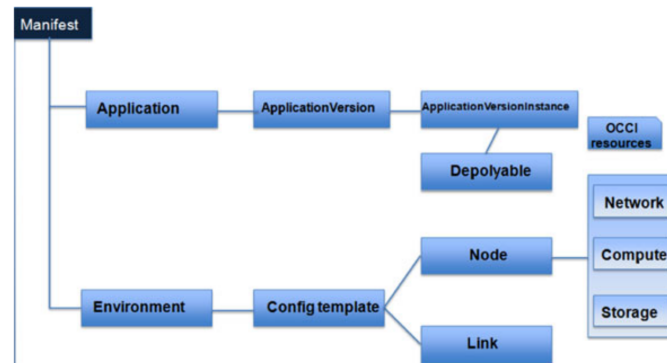 Manifest
Application
ApplicationVersion
ApplicationVersionInstance
OCCI
resources
Depolyable
Network
Node
Compute
Environment
Config template
Storage
Link